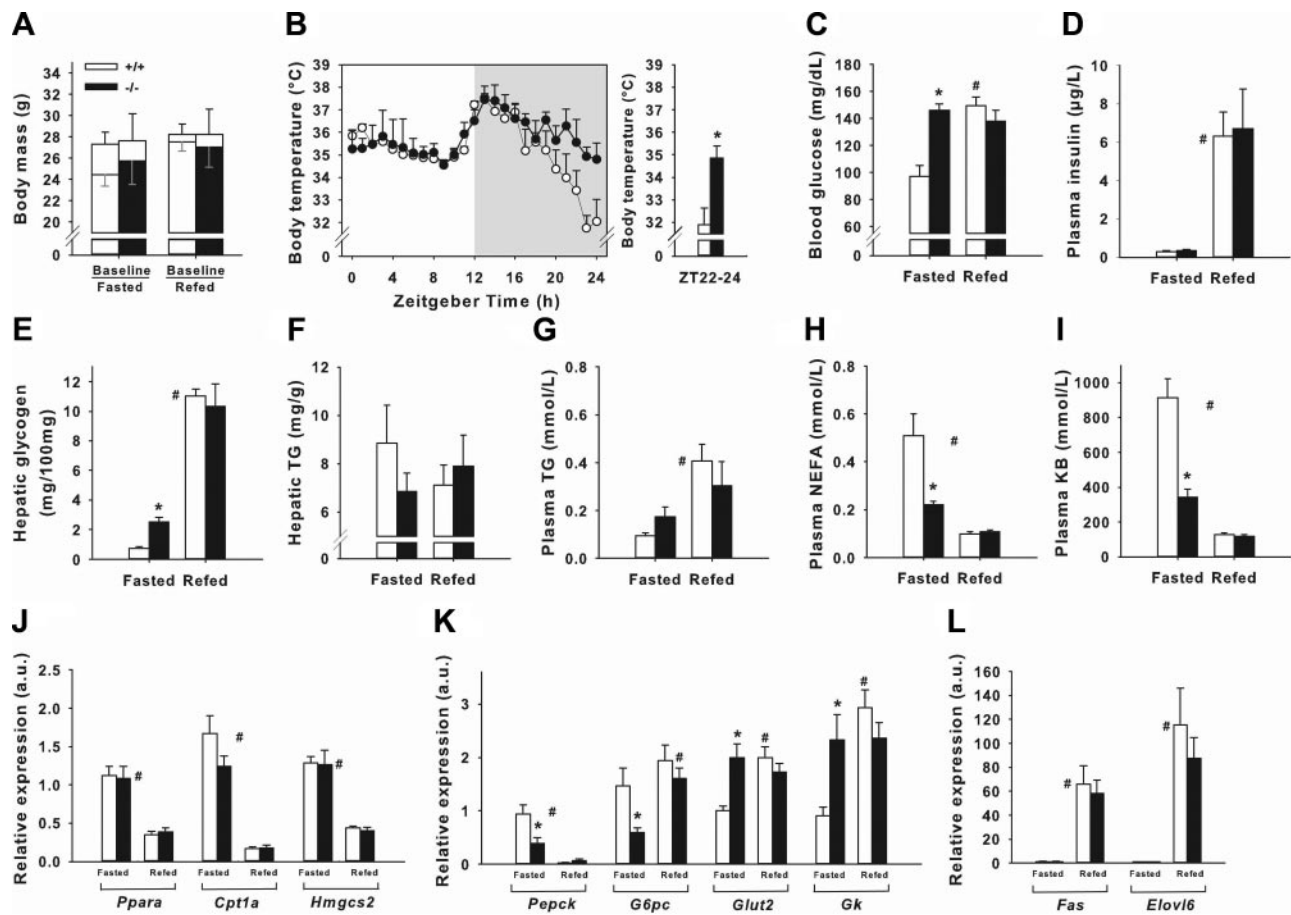 A
Body mass (g)
34
32
30
28
26
24
22
20
0
+/+
-/-
Baseline
Fasted
Baseline
Refed
B
Body temperature (°C)
39
38
37
36
35
34
33
32
0
0
4
8
12
16
20
24
Zeitgeber Time (h)
Body temperature (°C)
39
38
37
36
35
34
33
32
0
*
ZT22-24
C
Blood glucose (mg/dL)
180
160
140
120
100
80
60
0
*
#
Fasted
Refed
D
Plasma insulin (µg/L)
10
8
6
4
2
0
#
Fasted
Refed
E
Hepatic glycogen
(mg/100mg)
12
10
8
6
4
2
0
*
#
Fasted
Refed
F
Hepatic TG (mg/g)
12
10
8
6
0
Fasted
Refed
G
Plasma TG (mmol/L)
0.8
0.6
0.4
0.2
0.0
#
Fasted
Refed
H
Plasma NEFA (mmol/L)
0.8
0.6
0.4
0.2
0.0
*
#
Fasted
Refed
I
Plasma KB (mmol/L)
1000
800
600
400
200
0
*
#
Fasted
Refed
J
Relative expression (a.u.)
2.5
2.0
1.5
1.0
0.5
0.0
#
#
#
Fasted
Refed
Fasted
Refed
Fasted
Refed
Ppara
Cpt1a
Hmgcs2
K
Relative expression (a.u.)
3
2
1
0
*
#
*
#
*
#
*
#
Fasted
Refed
Fasted
Refed
Fasted
Refed
Fasted
Refed
Pepck
G6pc
Glut2
Gk
L
Relative expression (a.u.)
160
140
120
100
80
60
40
20
0
#
#
Fasted
Refed
Fasted
Refed
Fas
Elovl6